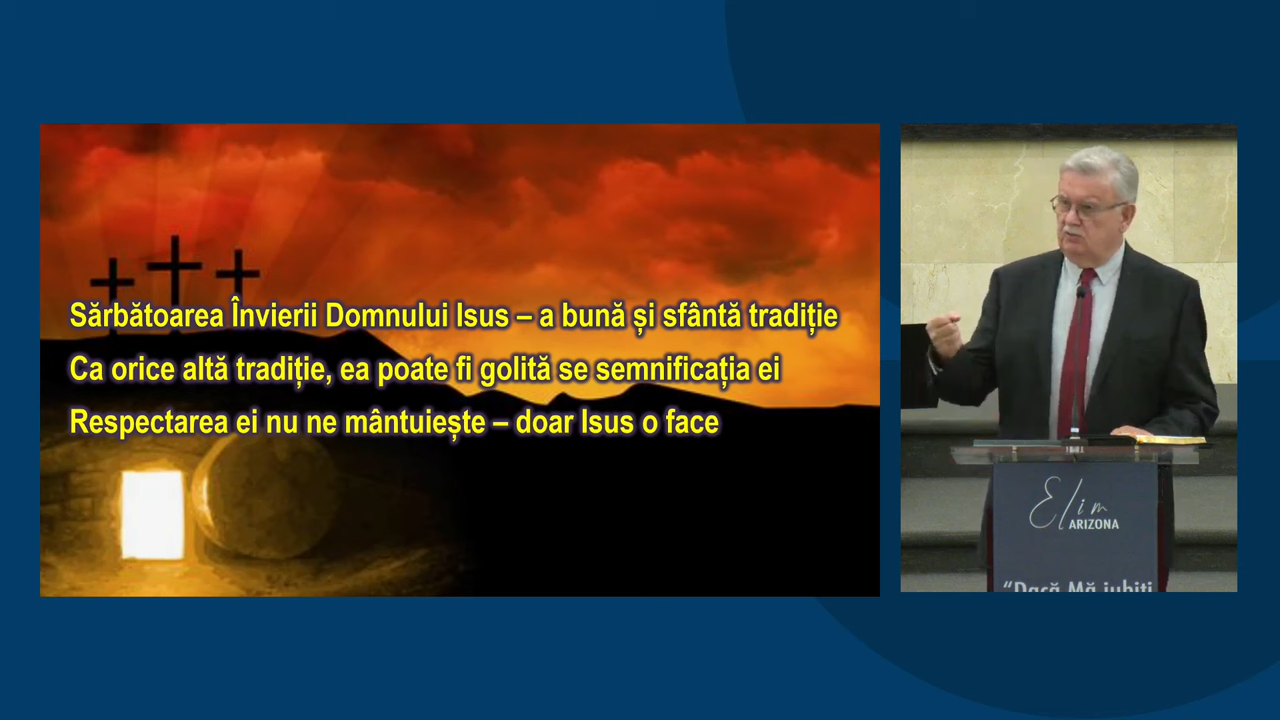 Sărbătoarea Învierii Domnului Isus – a bună și sfântă tradiție
Ca orice altă tradiție, ea poate fi golită se semnificația ei
Respectarea ei nu ne mântuiește – doar Isus o face
Elim
ARIZONA
“Dacă Mă iubiți